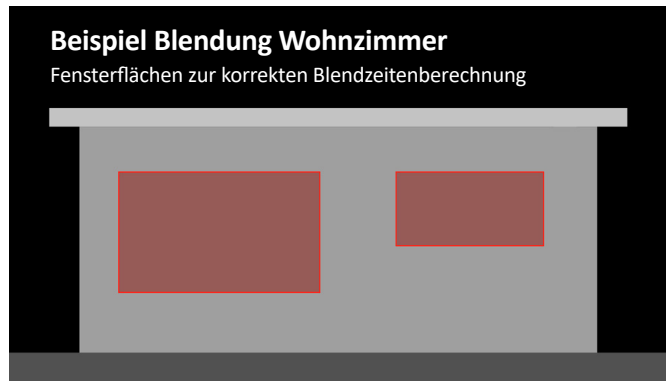 Beispiel Blendung Wohnzimmer
Fensterflächen zur korrekten Blendzeitenberechnung